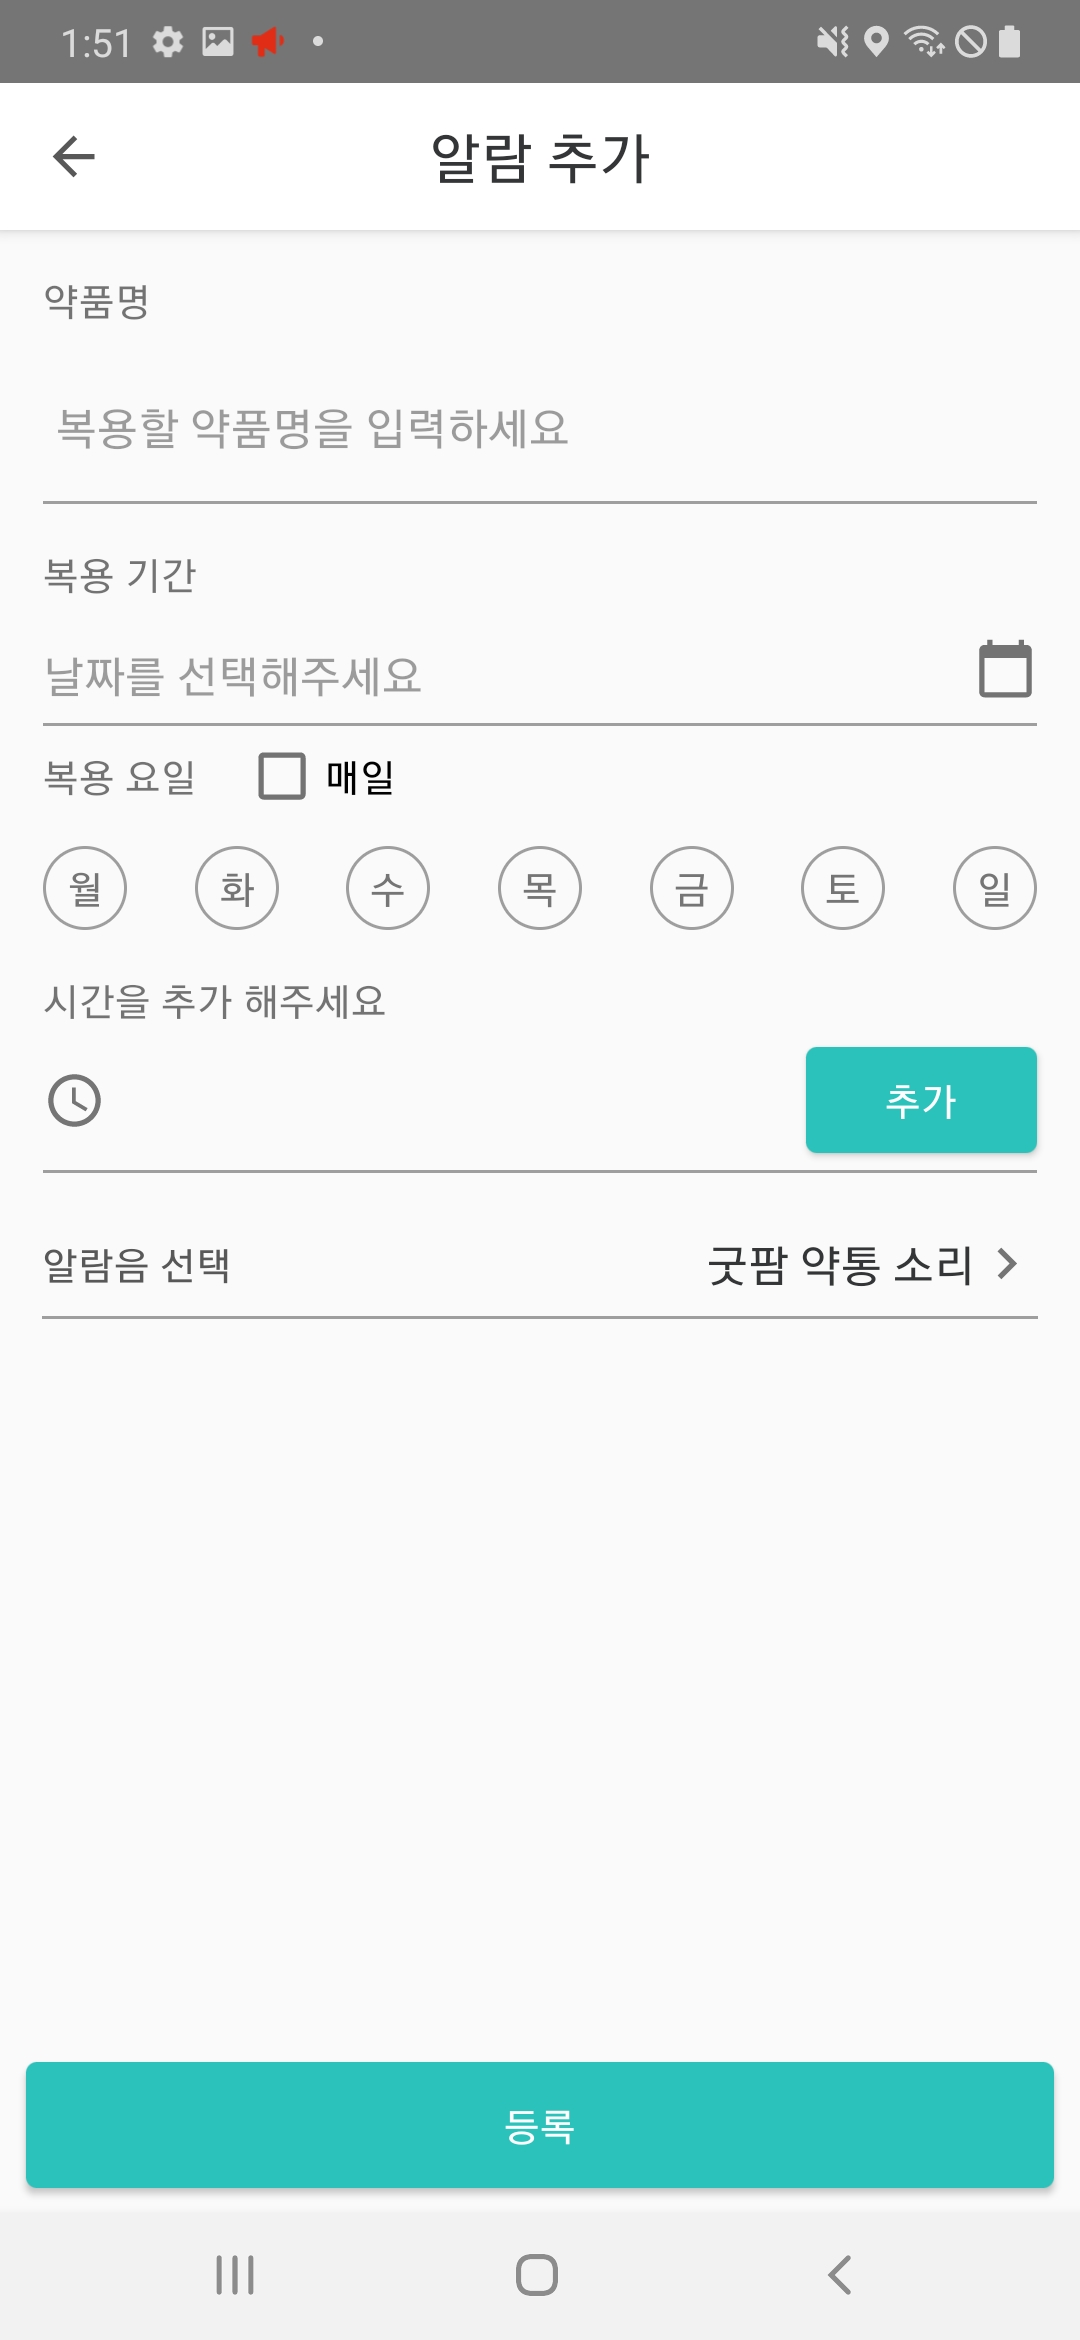 1:51
알람 추가
약품명
복용할 약품명을 입력하세요
복용 기간
날짜를 선택해주세요
복용 요일 매일
월 화 수 목 금 토 일
시간을 추가 해주세요
추가
알람음 선택 굿팜 약통 소리
등록